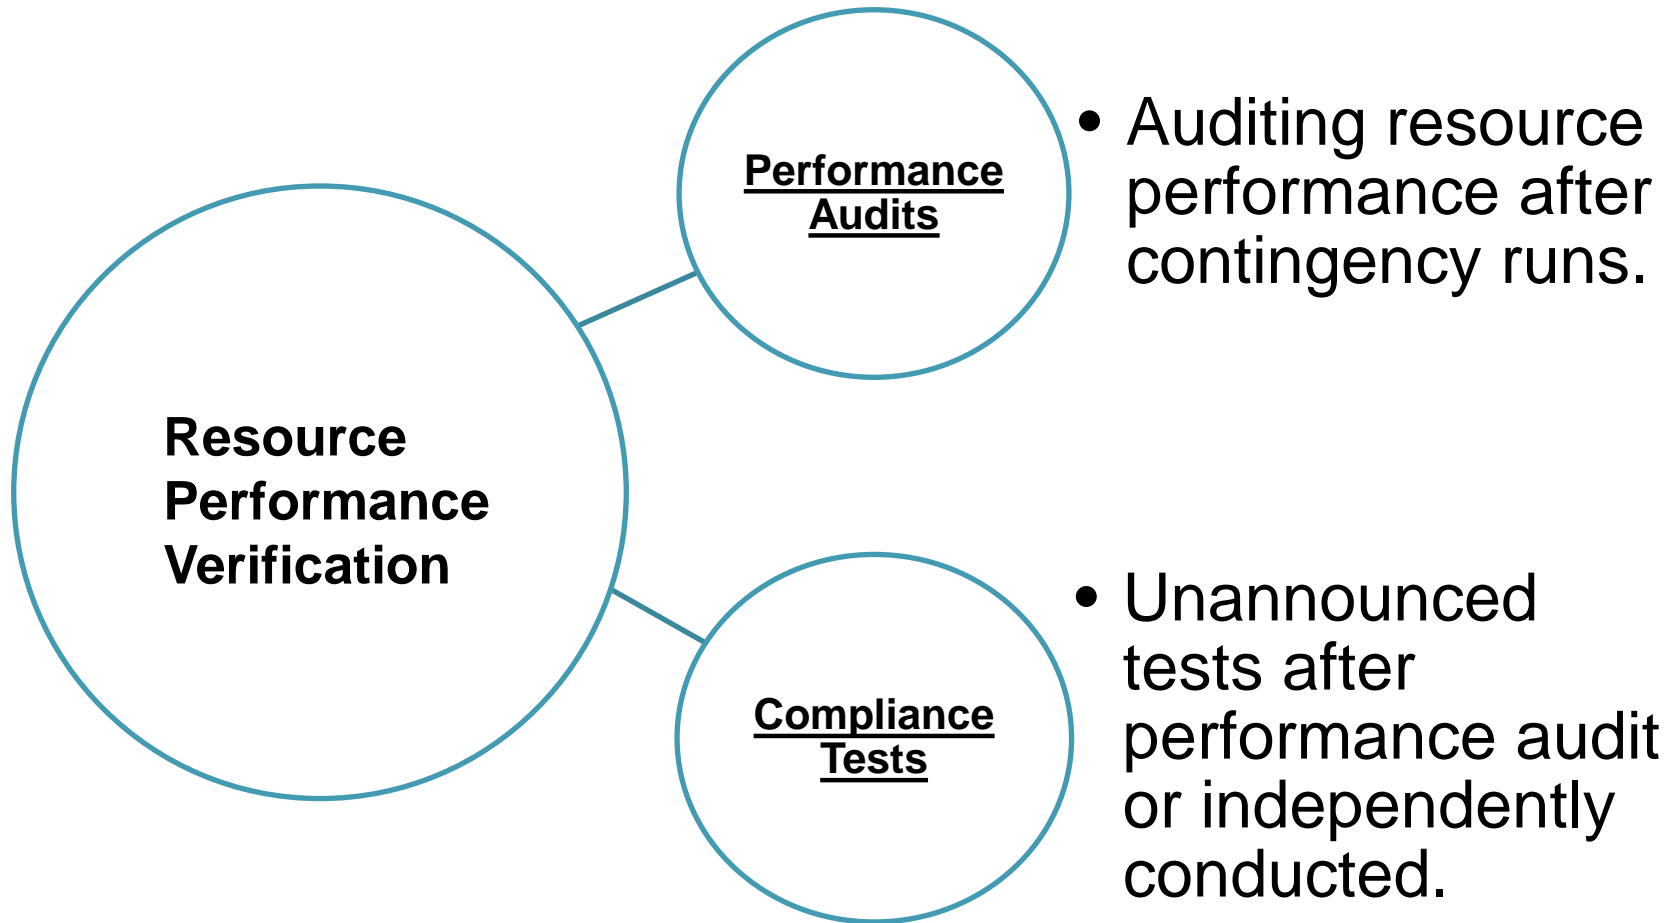 Resource
Performance
Verification
Performance
Audits
• Auditing resource
performance after
contingency runs.
Compliance
Tests
• Unannounced
tests after
performance audit
or independently
conducted.